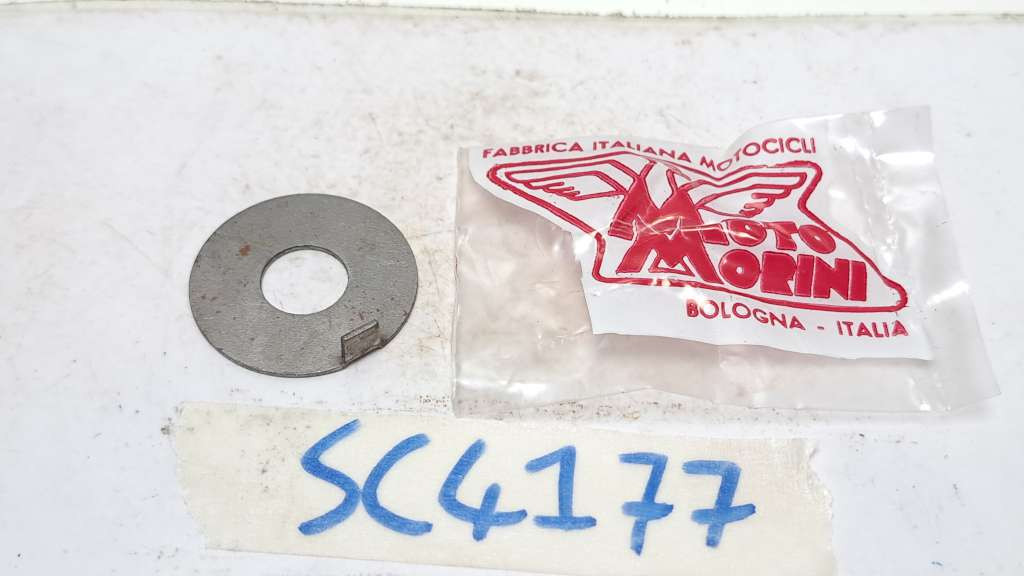 FABBRICA ITALIANA MOTOCICLI
MOTO
MORINI
BOLOGNA - ITALIA
SC4177